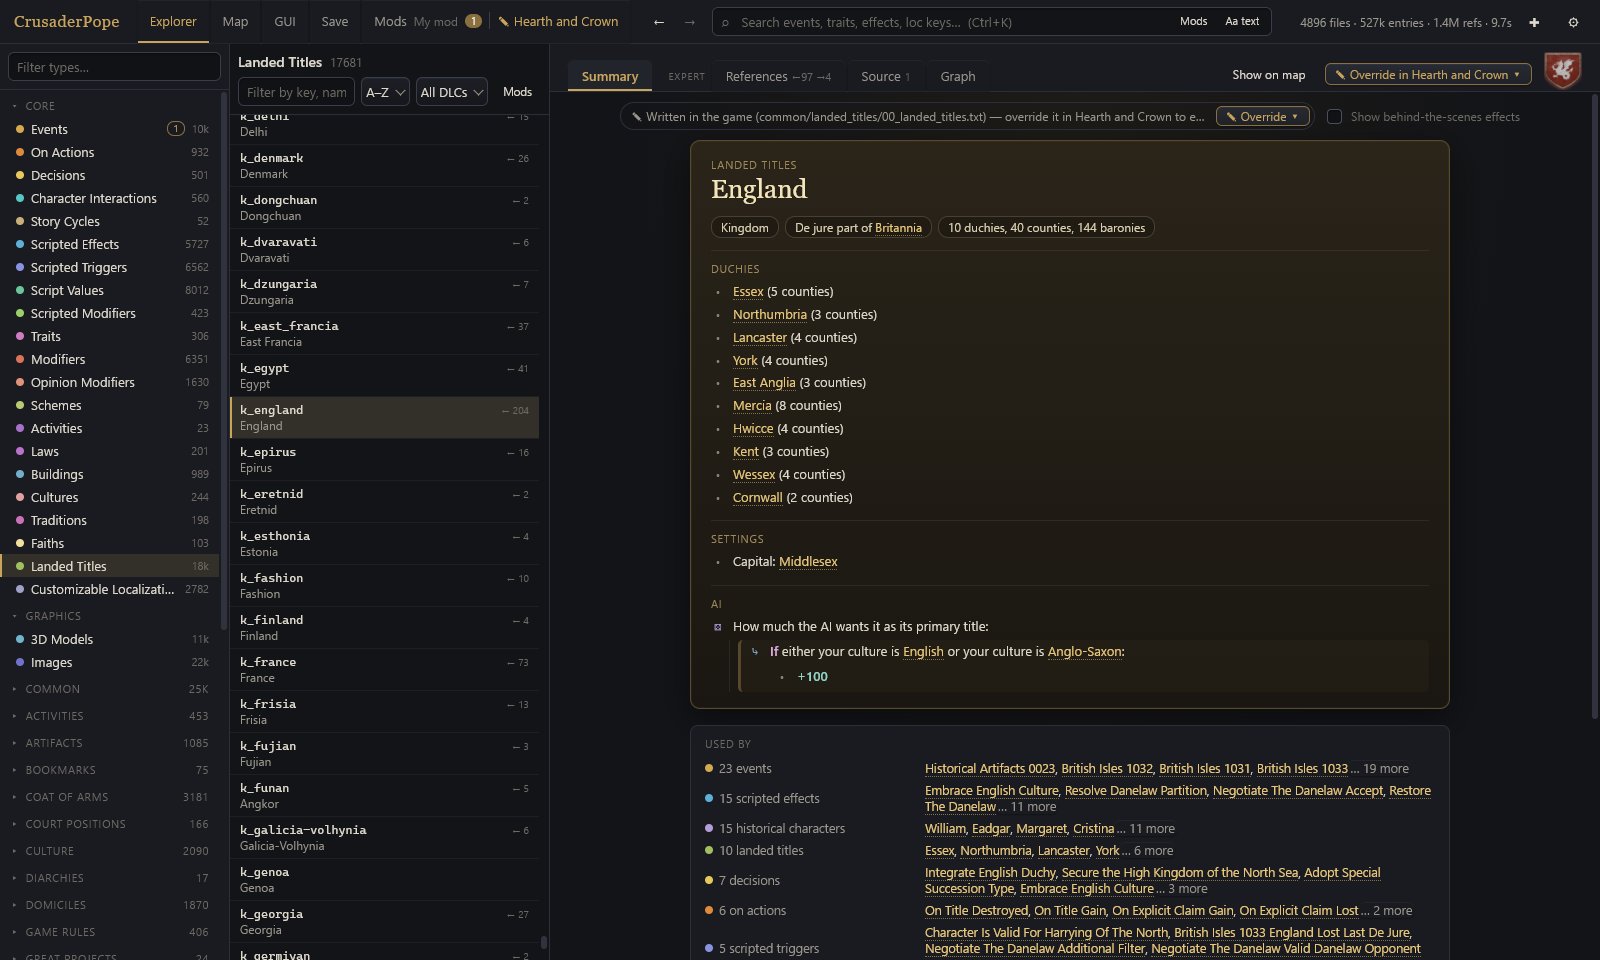 CrusaderPope
Explorer
Map
GUI
Save
Mods My mod 1
Hearth and Crown
Search events, traits, effects, loc keys... (Ctrl+K)
Mods
Aa text
4896 files · 527k entries · 1.4M refs · 9.7s
Filter types...
CORE
Events 1 10k
On Actions 932
Decisions 501
Character Interactions 560
Story Cycles 52
Scripted Effects 5727
Scripted Triggers 6562
Script Values 8012
Scripted Modifiers 423
Traits 306
Modifiers 6351
Opinion Modifiers 1630
Schemes 79
Activities 23
Laws 201
Buildings 989
Cultures 244
Traditions 198
Faiths 103
Landed Titles 18k
Customizable Localizati... 2782
GRAPHICS
3D Models 11k
Images 22k
COMMON 25K
ACTIVITIES 453
ARTIFACTS 1085
BOOKMARKS 75
COAT OF ARMS 3181
COURT POSITIONS 166
CULTURE 2090
DIARCHIES 17
DOMICILES 1870
GAME RULES 406
GREAT PROJECTS 24
Landed Titles 17681
Filter by key, nam
A–Z
All DLCs
Mods
k_delhi ← 15
Delhi
k_denmark ← 26
Denmark
k_dongchuan ← 2
Dongchuan
k_dvaravati ← 6
Dvaravati
k_dzungaria ← 7
Dzungaria
k_east_francia ← 37
East Francia
k_egypt ← 41
Egypt
k_england ← 204
England
k_epirus ← 16
Epirus
k_eretnid ← 2
Eretnid
k_esthonia ← 4
Estonia
k_fashion ← 10
Fashion
k_finland ← 4
Finland
k_france ← 73
France
k_frisia ← 13
Frisia
k_fujian ← 3
Fujian
k_funan ← 5
Angkor
k_galicia-volhynia ← 6
Galicia-Volhynia
k_genoa
Genoa
k_georgia ← 27
Georgia
k_germiyan ← 2
Summary
EXPERT
References ←97 →4
Source 1
Graph
Show on map
Override in Hearth and Crown
Written in the game (common/landed_titles/00_landed_titles.txt) — override it in Hearth and Crown to e...
Override
Show behind-the-scenes effects
LANDED TITLES
England
Kingdom
De jure part of Britannia
10 duchies, 40 counties, 144 baronies
DUCHIES
• Essex (5 counties)
• Northumbria (3 counties)
• Lancaster (4 counties)
• York (4 counties)
• East Anglia (3 counties)
• Mercia (8 counties)
• Hwicce (4 counties)
• Kent (3 counties)
• Wessex (4 counties)
• Cornwall (2 counties)
SETTINGS
• Capital: Middlesex
AI
How much the AI wants it as its primary title:
If either your culture is English or your culture is Anglo-Saxon:
• +100
USED BY
23 events
Historical Artifacts 0023, British Isles 1032, British Isles 1031, British Isles 1033 ... 19 more
15 scripted effects
Embrace English Culture, Resolve Danelaw Partition, Negotiate The Danelaw Accept, Restore
The Danelaw ... 11 more
15 historical characters
William, Eadgar, Margaret, Cristina ... 11 more
10 landed titles
Essex, Northumbria, Lancaster, York ... 6 more
7 decisions
Integrate English Duchy, Secure the High Kingdom of the North Sea, Adopt Special
Succession Type, Embrace English Culture ... 3 more
6 on actions
On Title Destroyed, On Title Gain, On Explicit Claim Gain, On Explicit Claim Lost ... 2 more
5 scripted triggers
Character Is Valid For Harrying Of The North, British Isles 1033 England Lost Last De Jure,
Negotiate The Danelaw Additional Filter, Negotiate The Danelaw Valid Danelaw Opponent